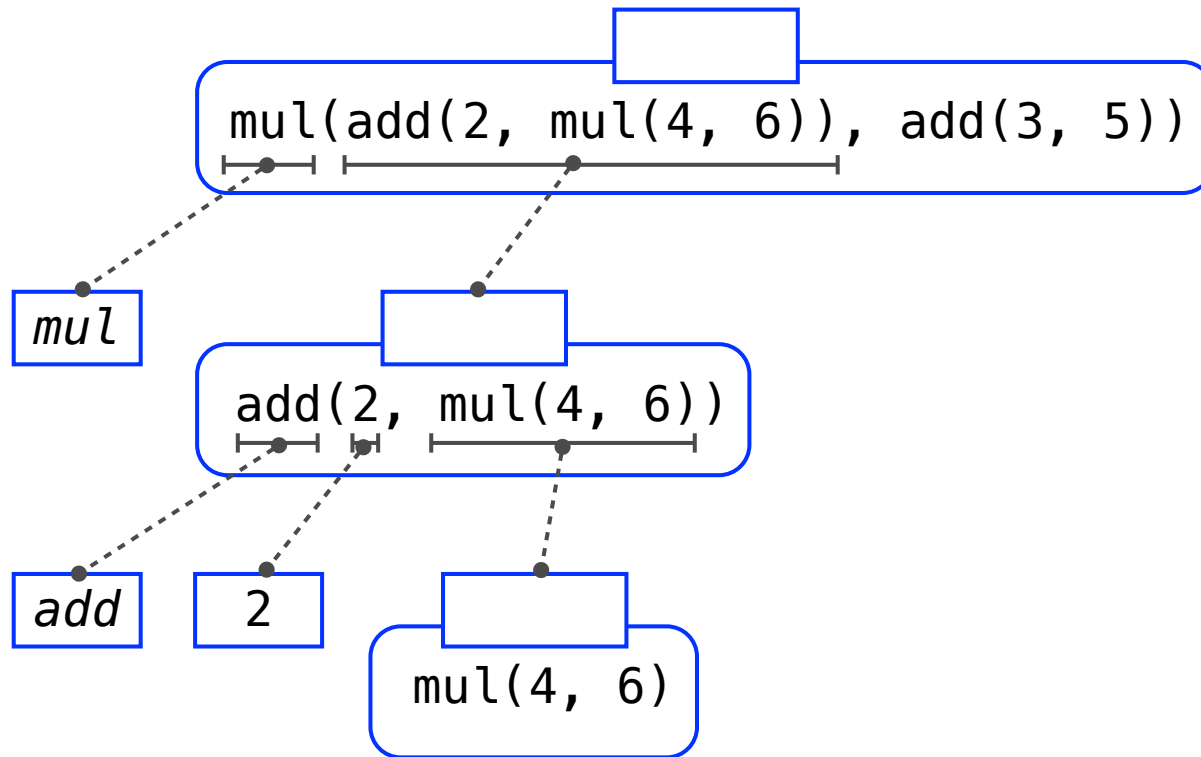 mul(add(2, mul(4, 6)), add(3, 5))
mul
add(2, mul(4, 6))
add
2
mul(4, 6)